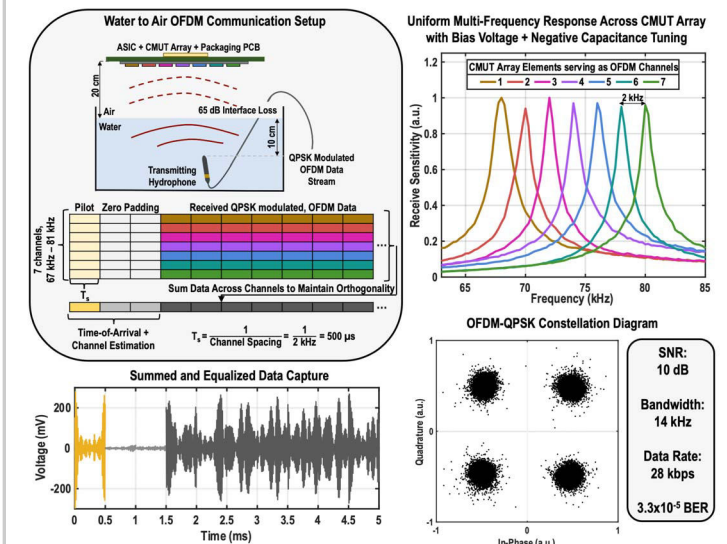 Water to Air OFDM Communication Setup
ASIC + CMUT Array + Packaging PCB
20 cm
Air
Water
65 dB Interface Loss
10 cm
Transmitting
Hydrophone
QPSK Modulated
OFDM Data
Stream
Pilot Zero Padding Received QPSK modulated, OFDM Data
7 channels,
67 kHz – 81 kHz
...
Ts
Sum Data Across Channels to Maintain Orthogonality
...
Time-of-Arrival +
Channel Estimation
Ts = 1 / Channel Spacing = 1 / 2 kHz = 500 µs
Uniform Multi-Frequency Response Across CMUT Array
with Bias Voltage + Negative Capacitance Tuning
CMUT Array Elements serving as OFDM Channels
1 2 3 4 5 6 7
2 kHz
Receive Sensitivity (a.u.)
1.2
1
0.8
0.6
0.4
0.2
0
65 70 75 80 85
Frequency (kHz)
Summed and Equalized Data Capture
Voltage (mV)
200
0
-200
0 0.5 1 1.5 2 2.5 3 3.5 4 4.5 5
Time (ms)
OFDM-QPSK Constellation Diagram
Quadrature (a.u.)
1
0
-1
-1 0 1
In-Phase (a.u.)
SNR:
10 dB
Bandwidth:
14 kHz
Data Rate:
28 kbps
3.3x10⁻⁵ BER